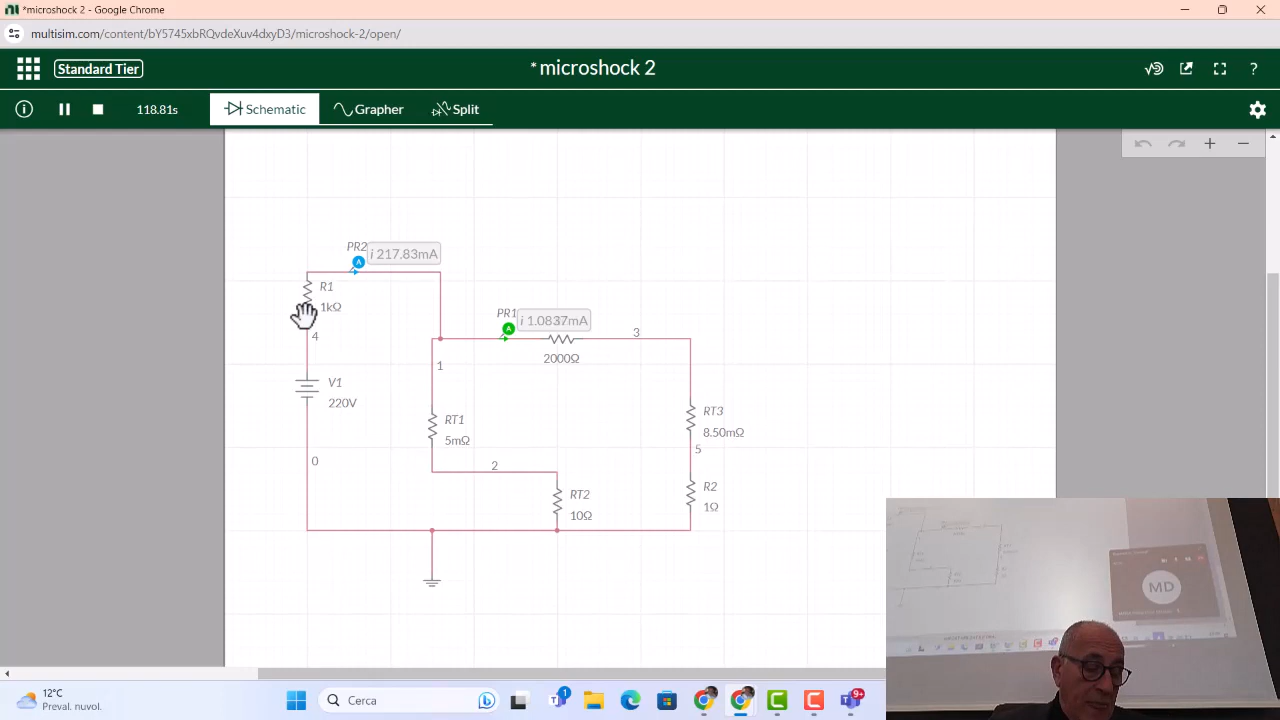 *microshock 2 - Google Chrome
multisim.com/content/bY5745xbRQvdeXuv4dxyD3/microshock-2/open/
Standard Tier
*microshock 2
?
118.81s
Schematic
Grapher
Split
PR2
A
i 217.83mA
R1
1kΩ
4
PR1
A
i 1.0837mA
3
2000Ω
1
V1
220V
RT1
5mΩ
RT3
8.50mΩ
5
0
2
RT2
10Ω
R2
1Ω
MD
12°C
Preval. nuvol.
Cerca
1
9+